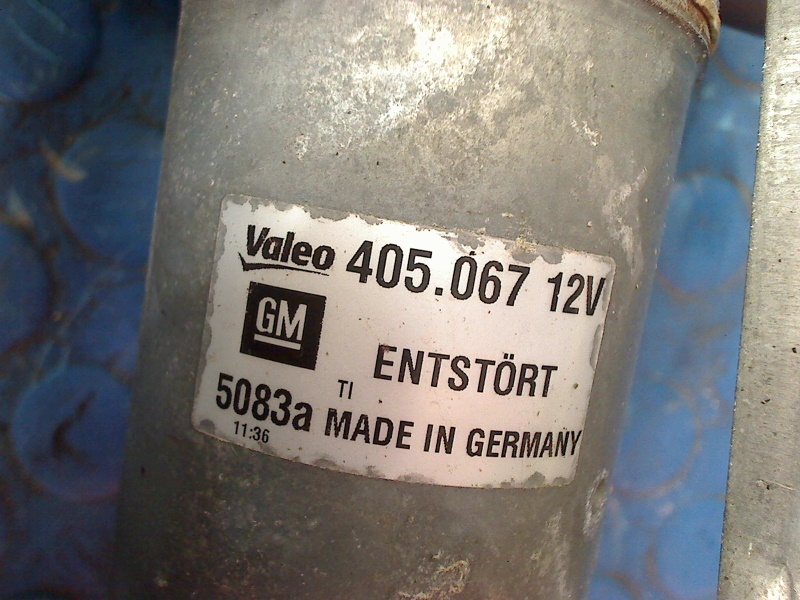 Valeo 405.067 12V
GM
ENTSTÖRT
TI
5083a MADE IN GERMANY
11:36